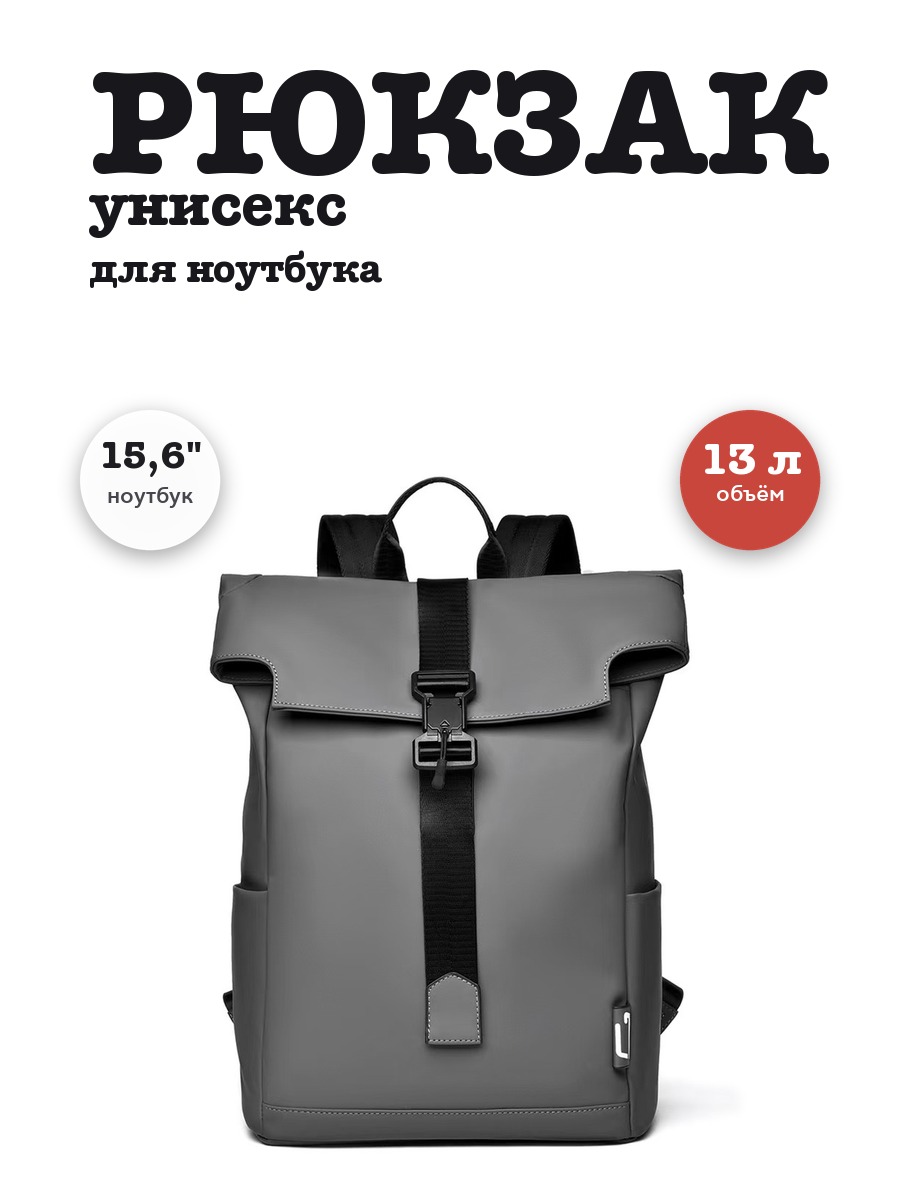 РЮКЗАК
унисекс
для ноутбука
15,6"
ноутбук
13 л
объём